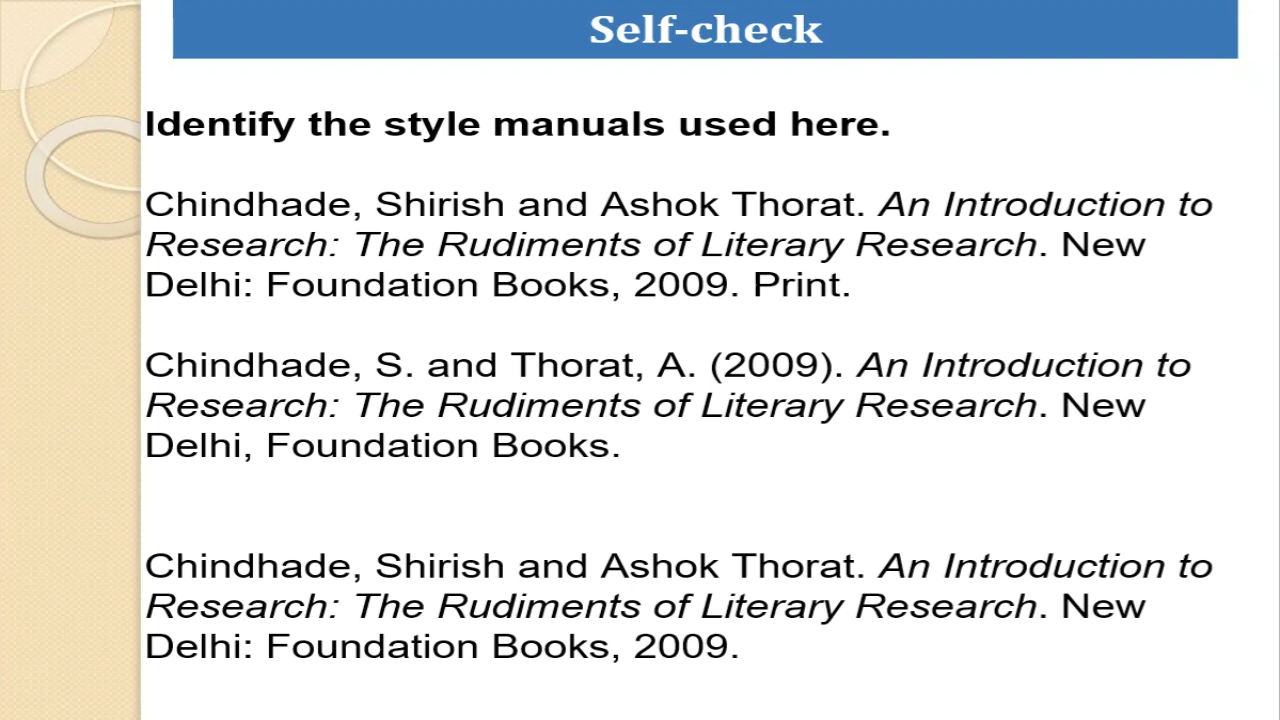 Self-check
Identify the style manuals used here.
Chindhade, Shirish and Ashok Thorat. An Introduction to
Research: The Rudiments of Literary Research. New
Delhi: Foundation Books, 2009. Print.
Chindhade, S. and Thorat, A. (2009). An Introduction to
Research: The Rudiments of Literary Research. New
Delhi, Foundation Books.
Chindhade, Shirish and Ashok Thorat. An Introduction to
Research: The Rudiments of Literary Research. New
Delhi: Foundation Books, 2009.